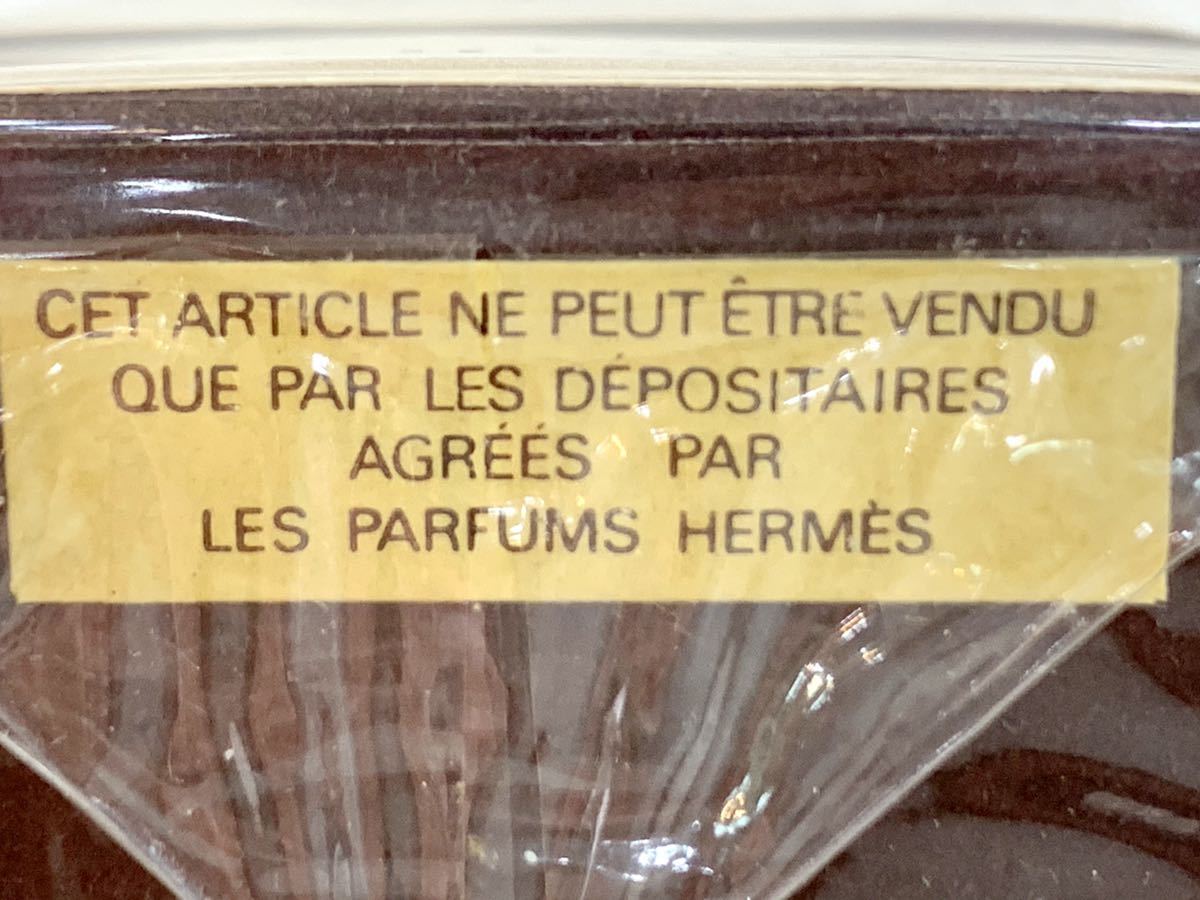 CET ARTICLE NE PEUT ÊTRE VENDU
QUE PAR LES DÉPOSITAIRES
AGRÉÉS PAR
LES PARFUMS HERMÈS